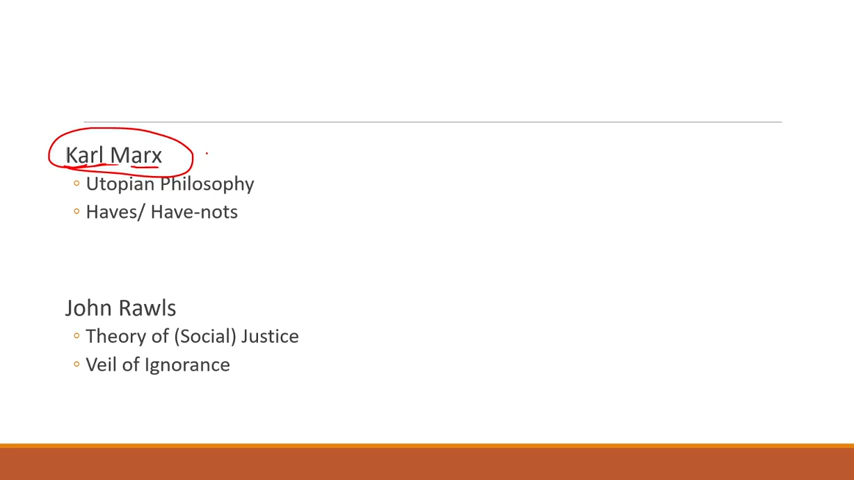 Karl Marx
Utopian Philosophy
Haves/ Have-nots
John Rawls
Theory of (Social) Justice
Veil of Ignorance